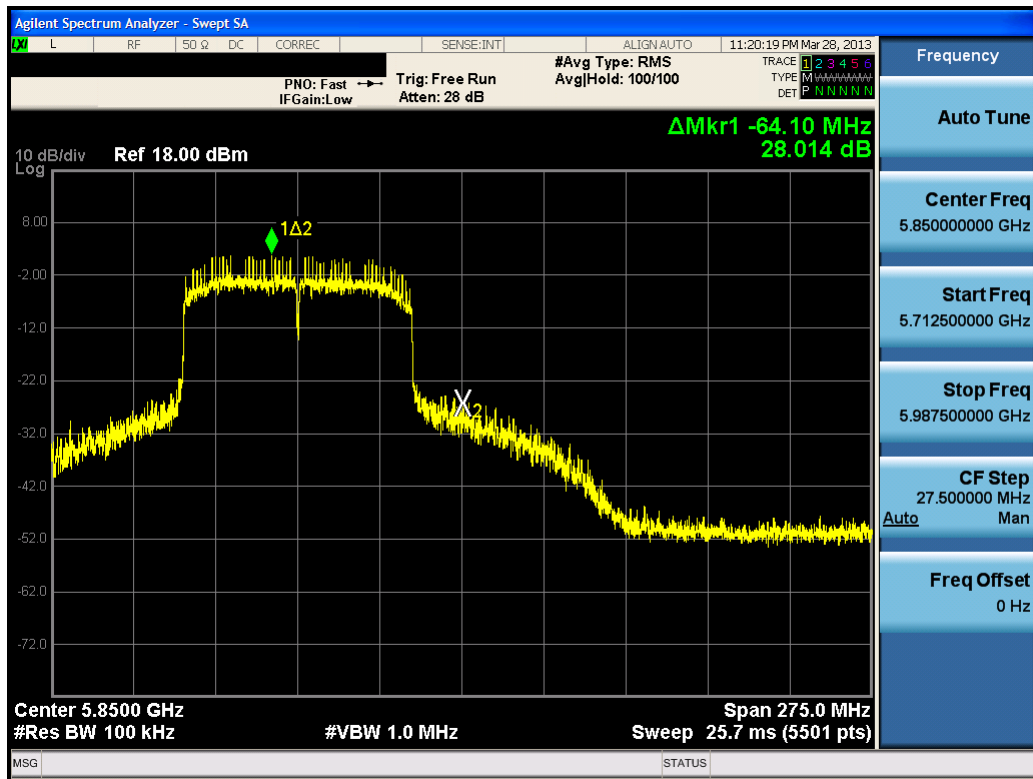 Agilent Spectrum Analyzer - Swept SA
LXI L RF 50 Ω DC CORREC SENSE:INT ALIGN AUTO 11:20:19 PM Mar 28, 2013
PNO: Fast
IFGain:Low
Trig: Free Run
Atten: 28 dB
#Avg Type: RMS
Avg|Hold: 100/100
TRACE 1 2 3 4 5 6
TYPE M
DET P N N N N N
ΔMkr1 -64.10 MHz
28.014 dB
10 dB/div Ref 18.00 dBm
Log
8.00
-2.00
-12.0
-22.0
-32.0
-42.0
-52.0
-62.0
-72.0
1Δ2
X2
Center 5.8500 GHz Span 275.0 MHz
#Res BW 100 kHz #VBW 1.0 MHz Sweep 25.7 ms (5501 pts)
MSG STATUS
Frequency
Auto Tune
Center Freq
5.850000000 GHz
Start Freq
5.712500000 GHz
Stop Freq
5.987500000 GHz
CF Step
27.500000 MHz
Auto Man
Freq Offset
0 Hz